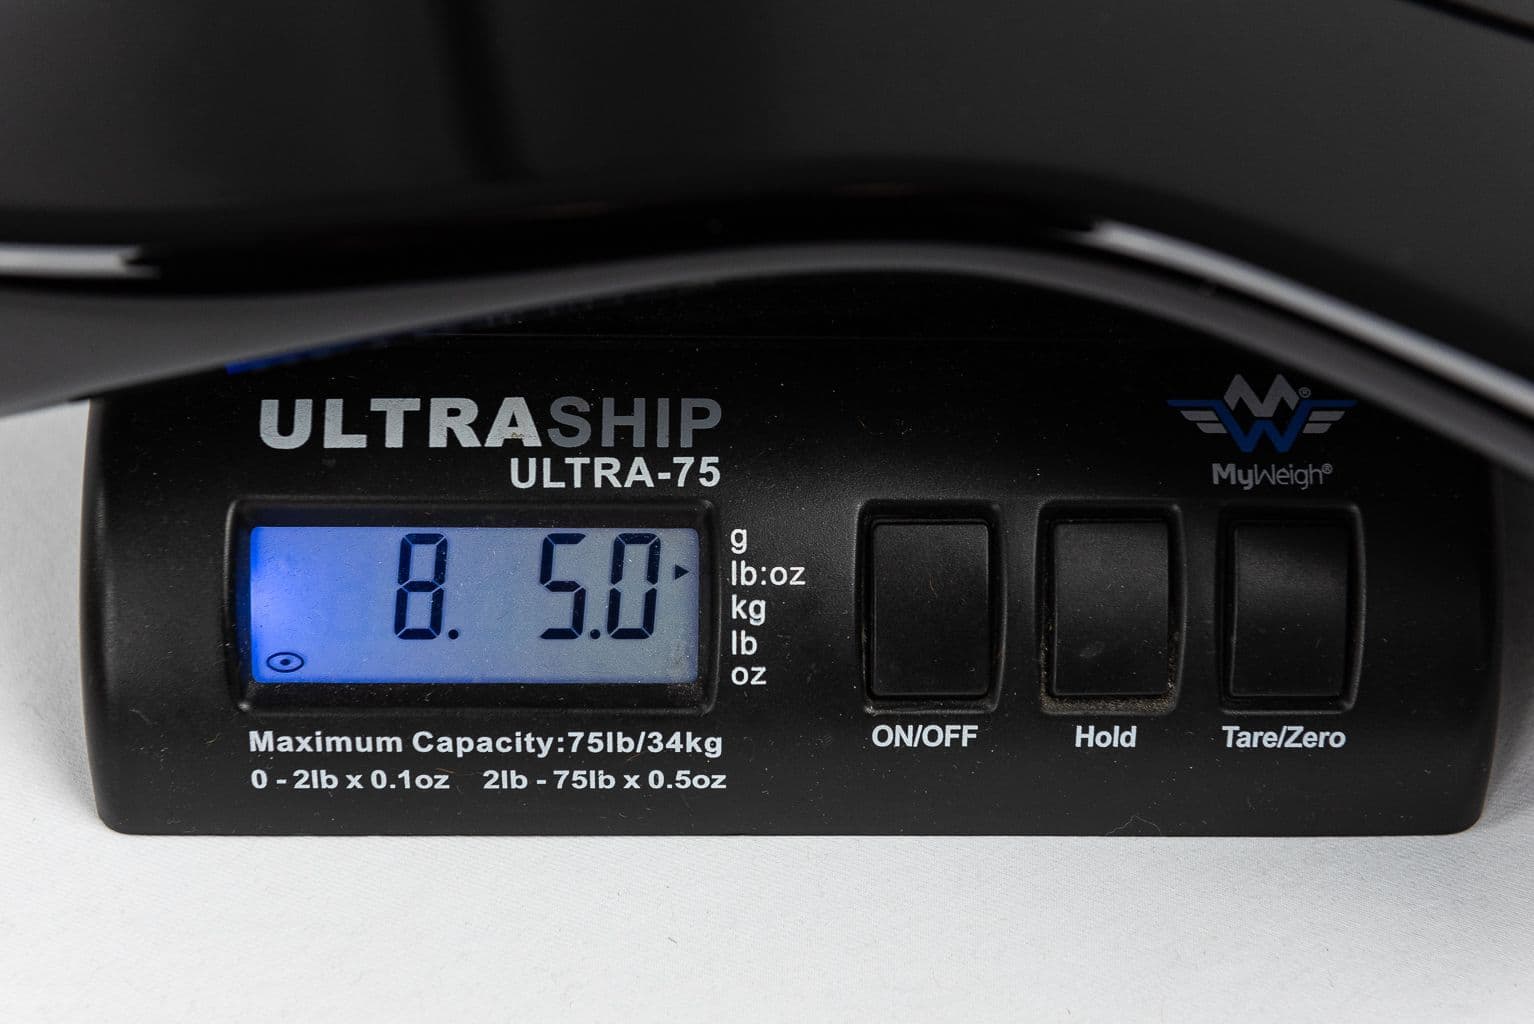 ULTRASHIP
ULTRA-75
MW®
MyWeigh®
8. 5.0
g
lb:oz
kg
lb
oz
ON/OFF
Hold
Tare/Zero
Maximum Capacity:75lb/34kg
0 - 2lb x 0.1oz 2lb - 75lb x 0.5oz